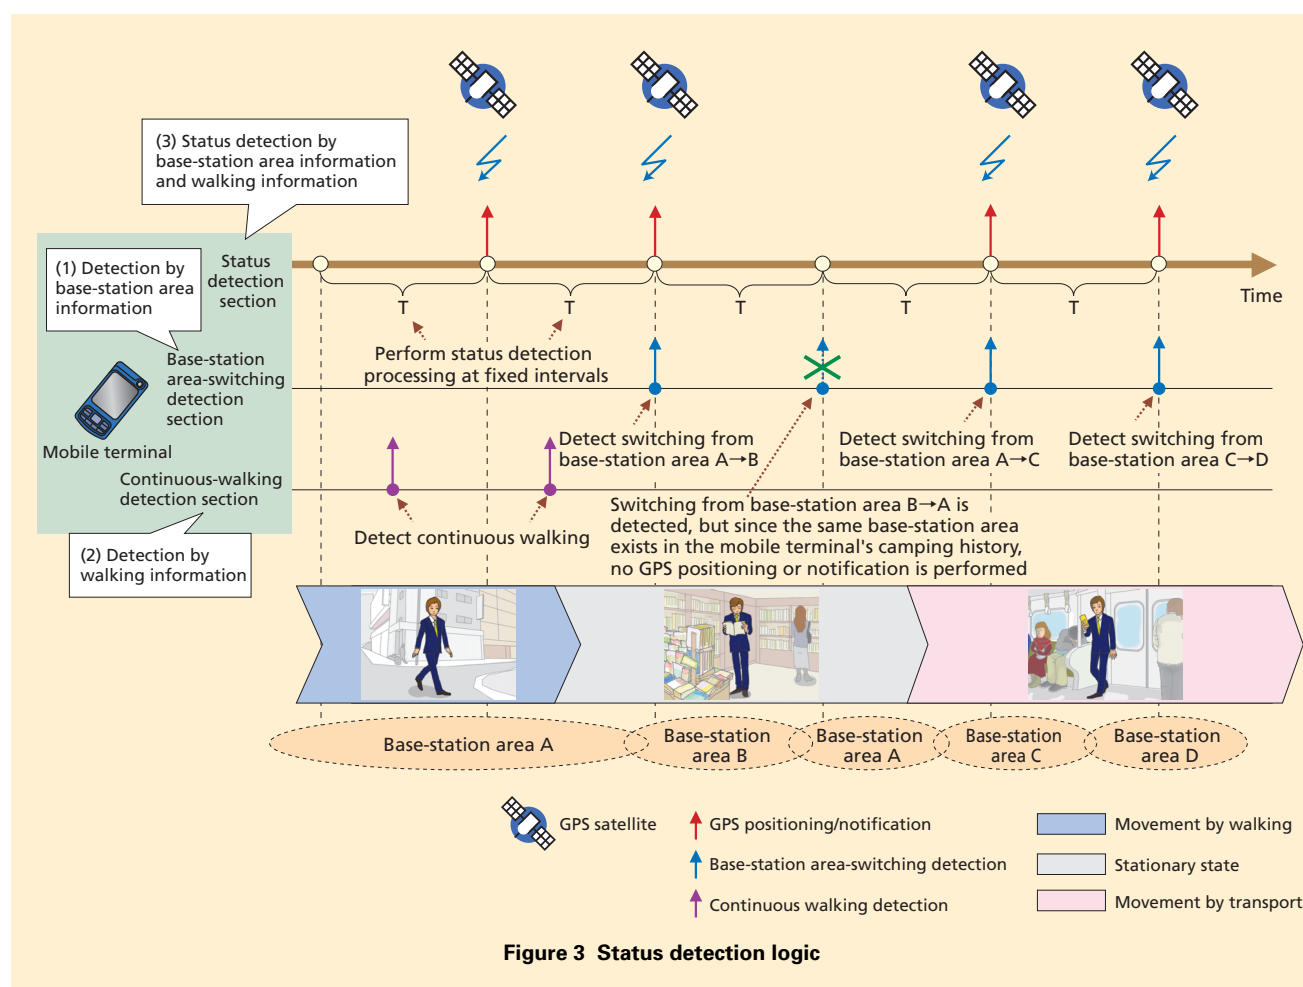 (3) Status detection by
base-station area information
and walking information
(1) Detection by
base-station area
information
Status
detection
section
Time
T
T
T
T
T
Perform status detection
processing at fixed intervals
Base-station
area-switching
detection
section
Mobile terminal
Detect switching from
base-station area A→B
Detect switching from
base-station area A→C
Detect switching from
base-station area C→D
Continuous-walking
detection section
Switching from base-station area B→A is
detected, but since the same base-station area
exists in the mobile terminal's camping history,
no GPS positioning or notification is performed
Detect continuous walking
(2) Detection by
walking information
Base-station area A
Base-station
area B
Base-station
area A
Base-station
area C
Base-station
area D
GPS satellite
GPS positioning/notification
Base-station area-switching detection
Continuous walking detection
Movement by walking
Stationary state
Movement by transport
Figure 3 Status detection logic